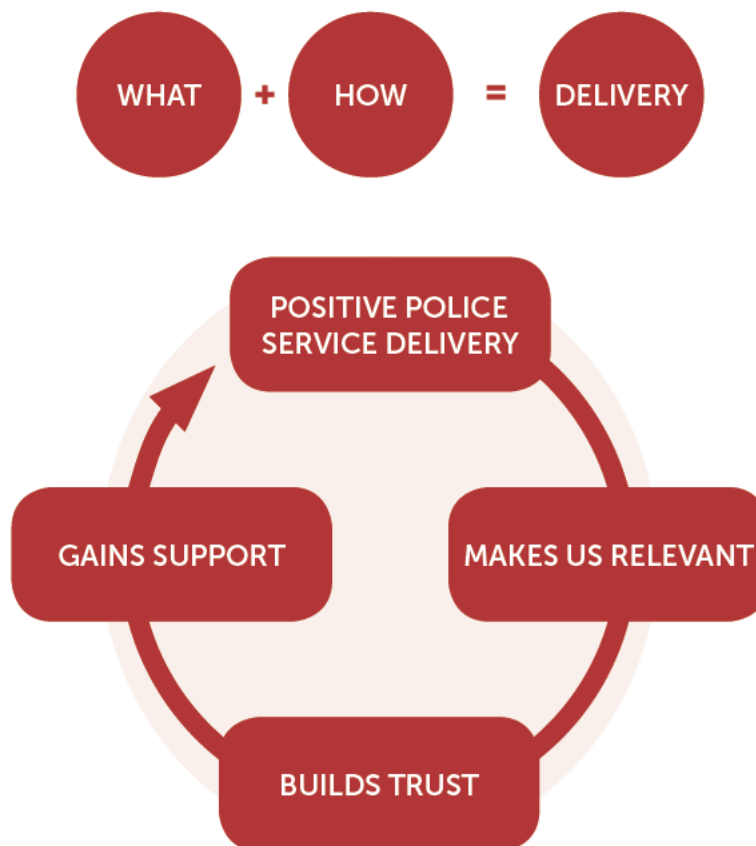 WHAT + HOW = DELIVERY
POSITIVE POLICE
SERVICE DELIVERY
GAINS SUPPORT
MAKES US RELEVANT
BUILDS TRUST